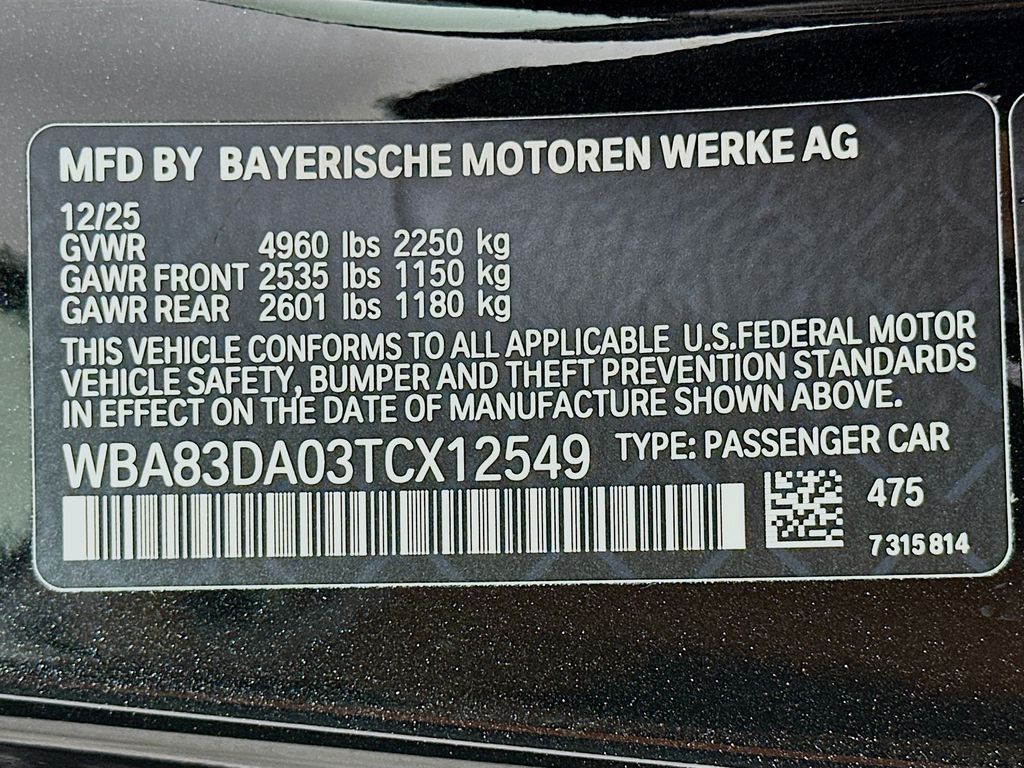 MFD BY BAYERISCHE MOTOREN WERKE AG
12/25
GVWR 4960 lbs 2250 kg
GAWR FRONT 2535 lbs 1150 kg
GAWR REAR 2601 lbs 1180 kg
THIS VEHICLE CONFORMS TO ALL APPLICABLE U.S.FEDERAL MOTOR
VEHICLE SAFETY, BUMPER AND THEFT PREVENTION STANDARDS
IN EFFECT ON THE DATE OF MANUFACTURE SHOWN ABOVE.
WBA83DA03TCX12549 TYPE: PASSENGER CAR
475
7315814